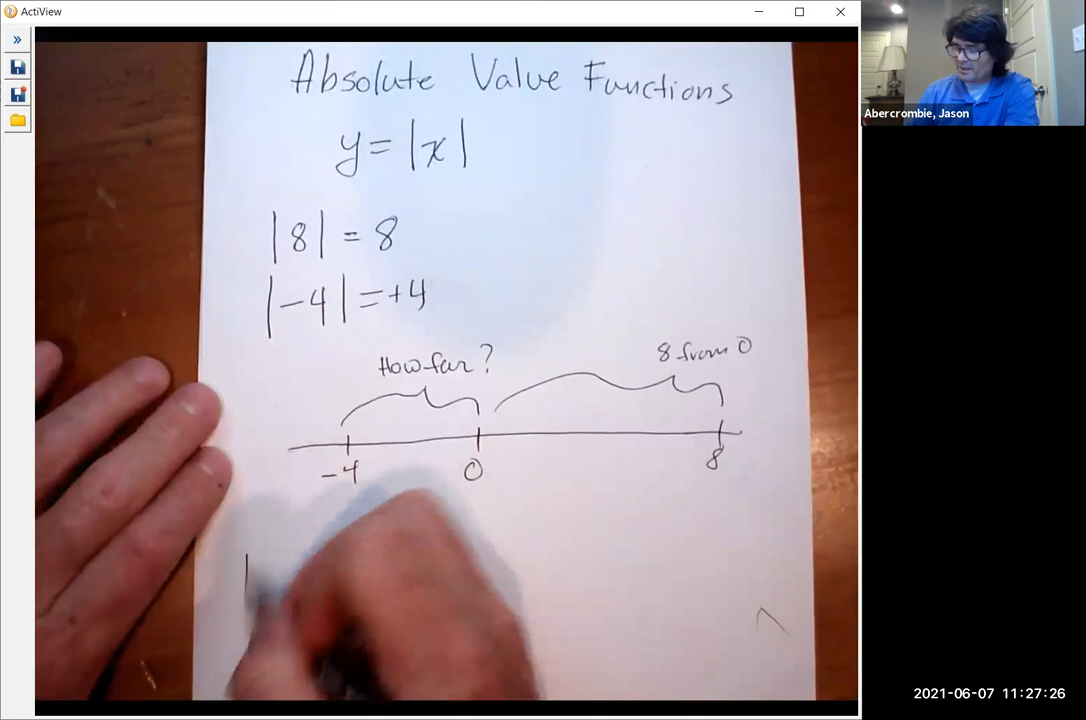 ActiView
Absolute Value Functions
y = |x|
|8| = 8
|-4| = +4
How far?
8 from 0
-4 0 8
Abercrombie, Jason
2021-06-07 11:27:26